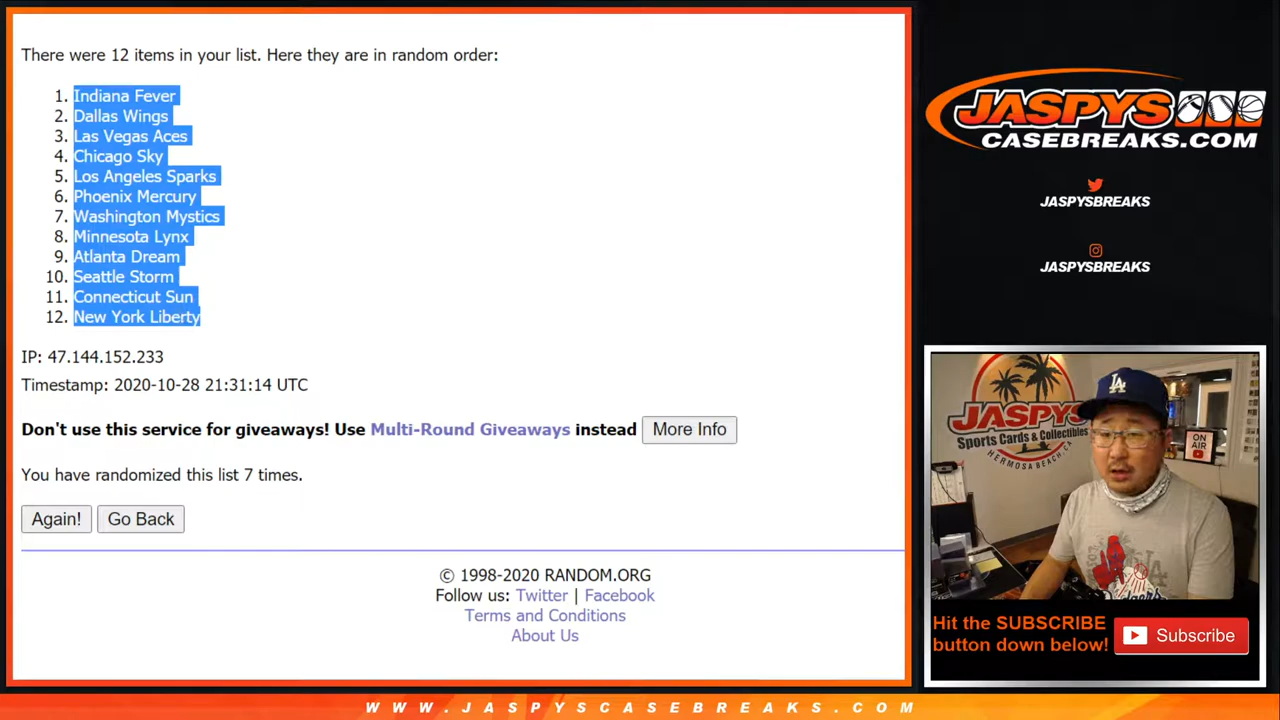 There were 12 items in your list. Here they are in random order:
1. Indiana Fever
2. Dallas Wings
3. Las Vegas Aces
4. Chicago Sky
5. Los Angeles Sparks
6. Phoenix Mercury
7. Washington Mystics
8. Minnesota Lynx
9. Atlanta Dream
10. Seattle Storm
11. Connecticut Sun
12. New York Liberty
IP: 47.144.152.233
Timestamp: 2020-10-28 21:31:14 UTC
Don't use this service for giveaways! Use Multi-Round Giveaways instead More Info
You have randomized this list 7 times.
Again! Go Back
© 1998-2020 RANDOM.ORG
Follow us: Twitter | Facebook
Terms and Conditions
About Us
JASPYS
CASEBREAKS.COM
JASPYSBREAKS
JASPYSBREAKS
JASPYS
Sports Cards & Collectibles
HERMOSA BEACH, CA
LA
ON
AIR
Hit the SUBSCRIBE
button down below!
Subscribe
WWW.JASPYSCASEBREAKS.COM